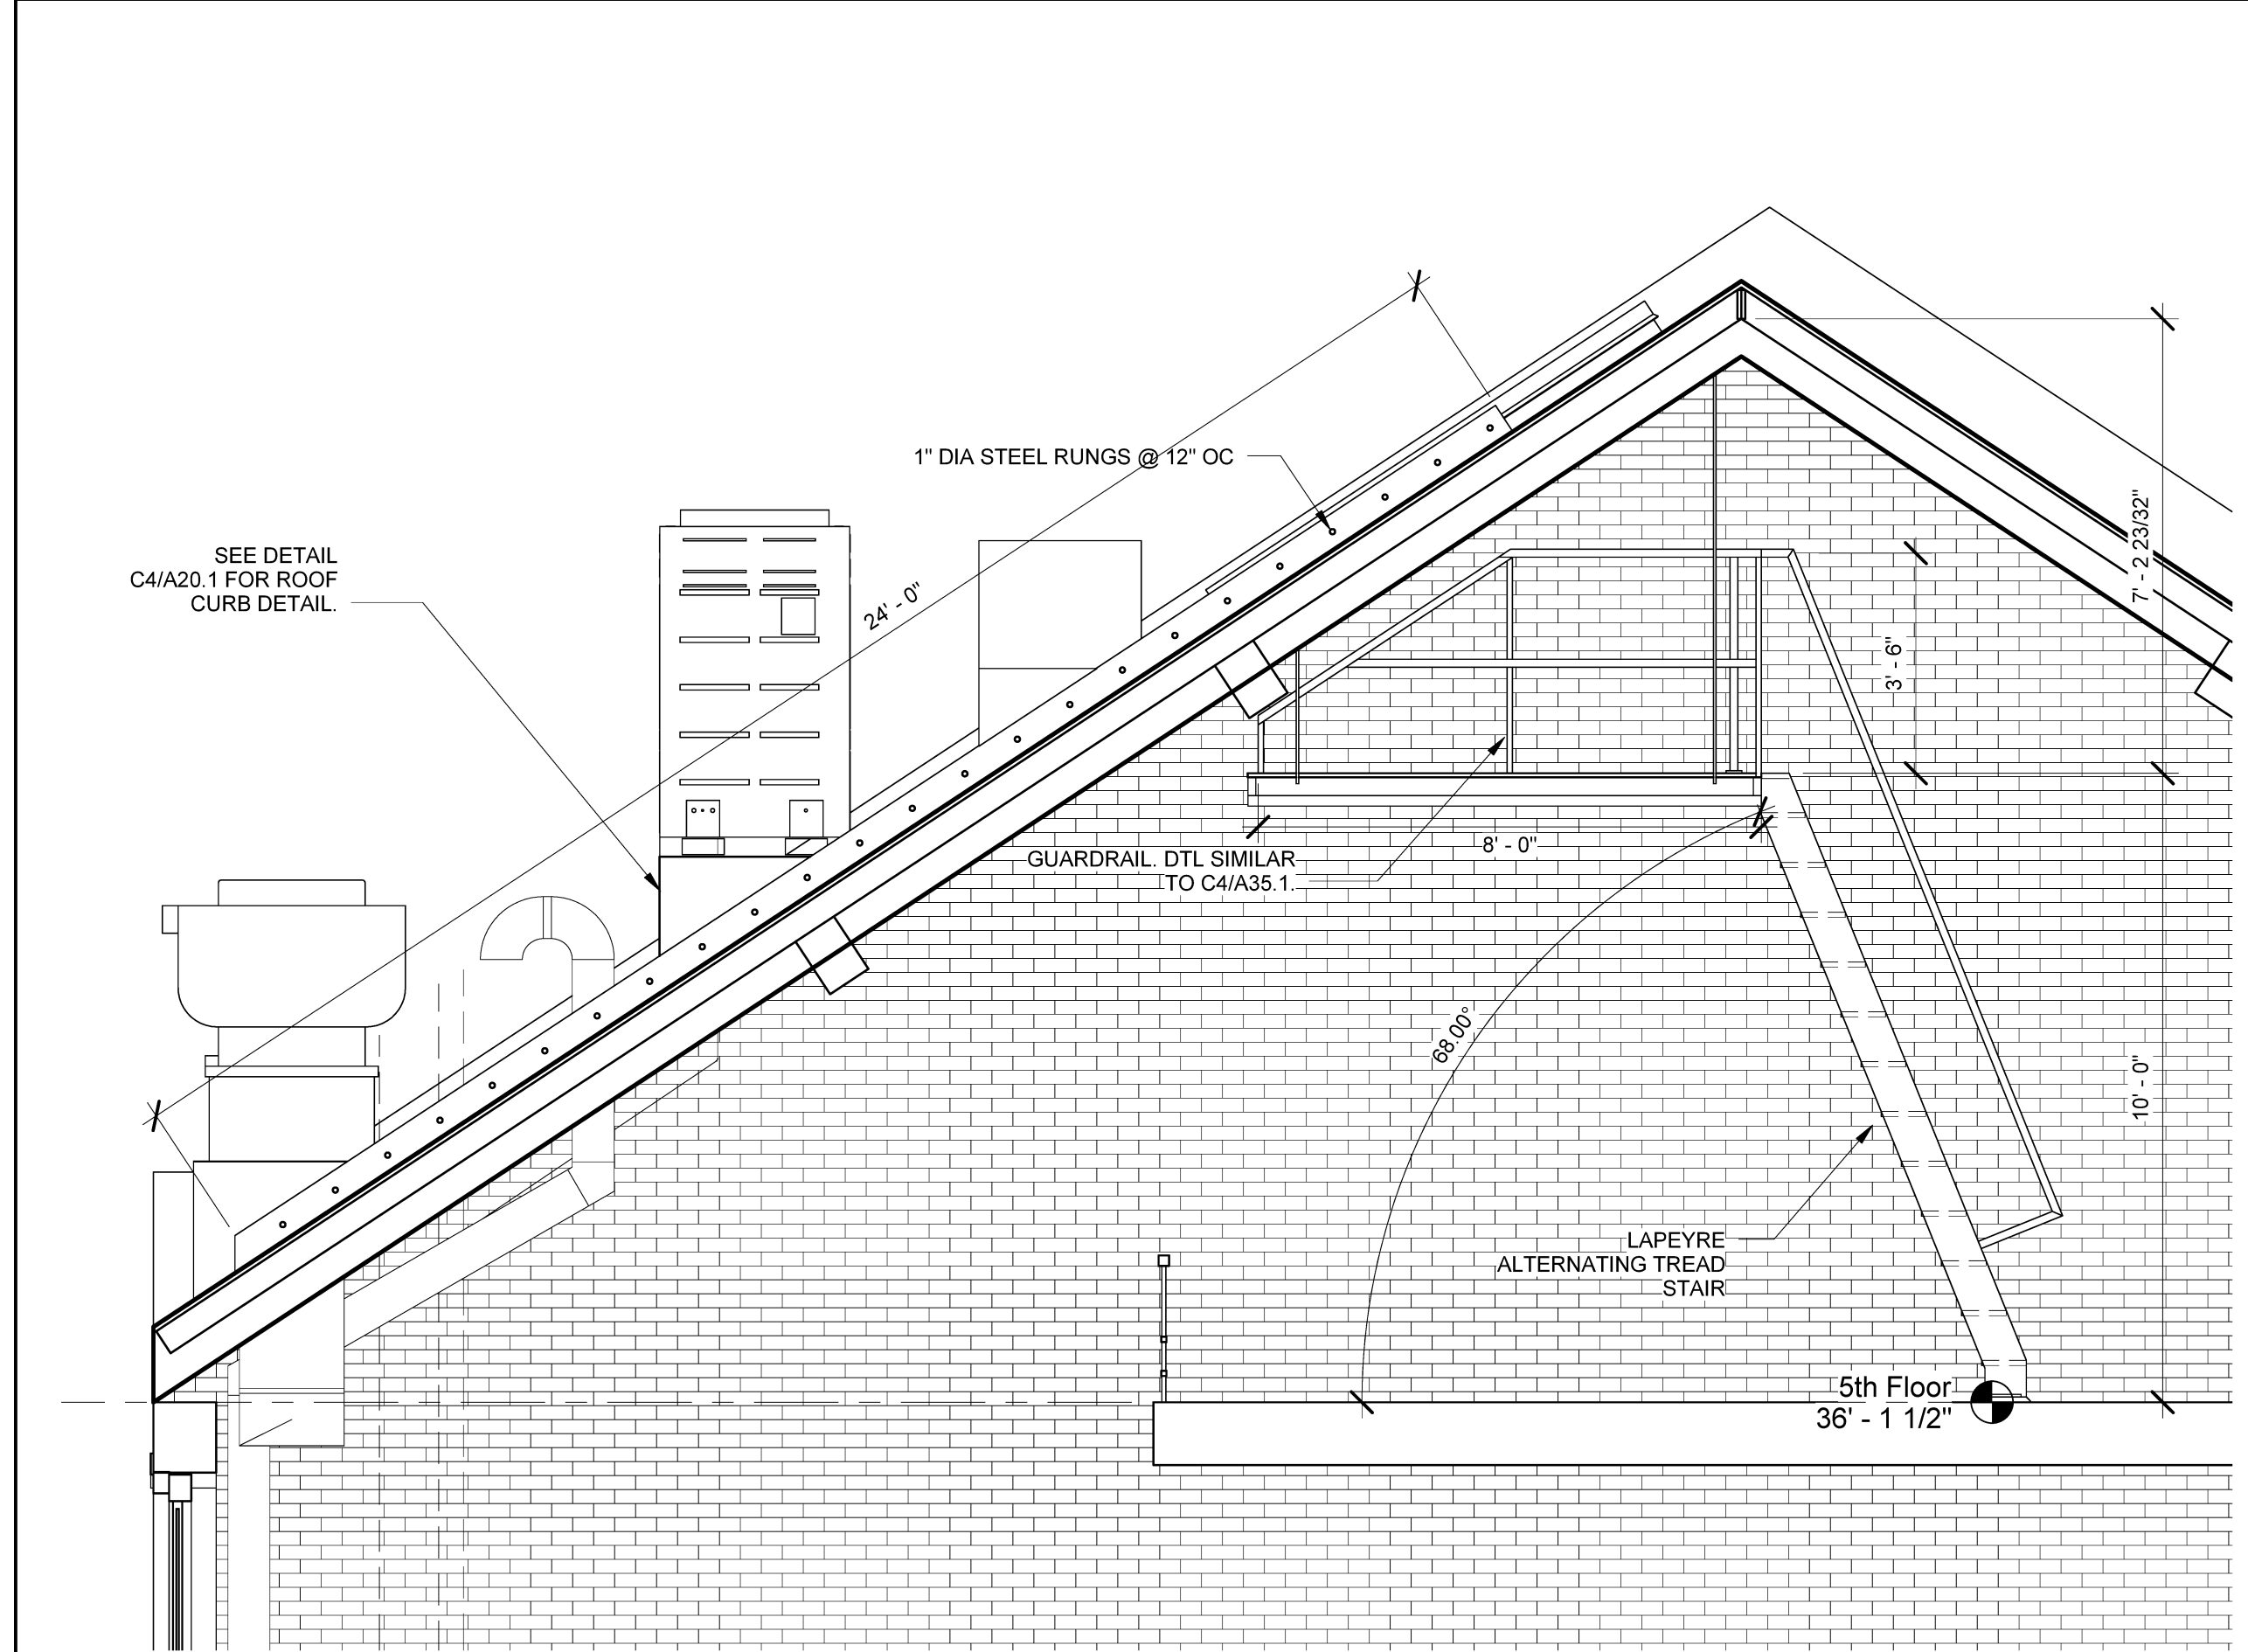 1" DIA STEEL RUNGS @ 12" OC
SEE DETAIL
C4/A20.1 FOR ROOF
CURB DETAIL.
24' - 0"
7' - 2 23/32"
3' - 6"
8' - 0"
GUARDRAIL. DTL SIMILAR
TO C4/A35.1.
68.00°
10' - 0"
LAPEYRE
ALTERNATING TREAD
STAIR
5th Floor
36' - 1 1/2"